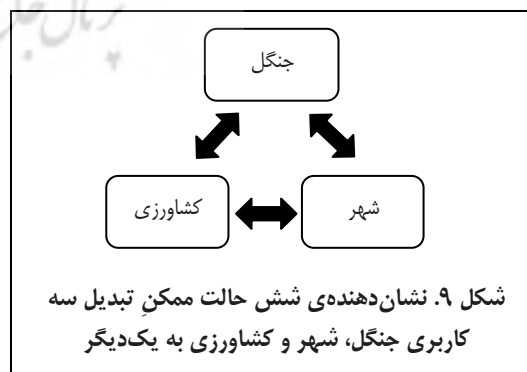 جنگل
شهر
کشاورزی
شکل ۹. نشان‌دهنده‌ی شش حالت ممکنِ تبدیل سه
کاربری جنگل، شهر و کشاورزی به یک‌دیگر